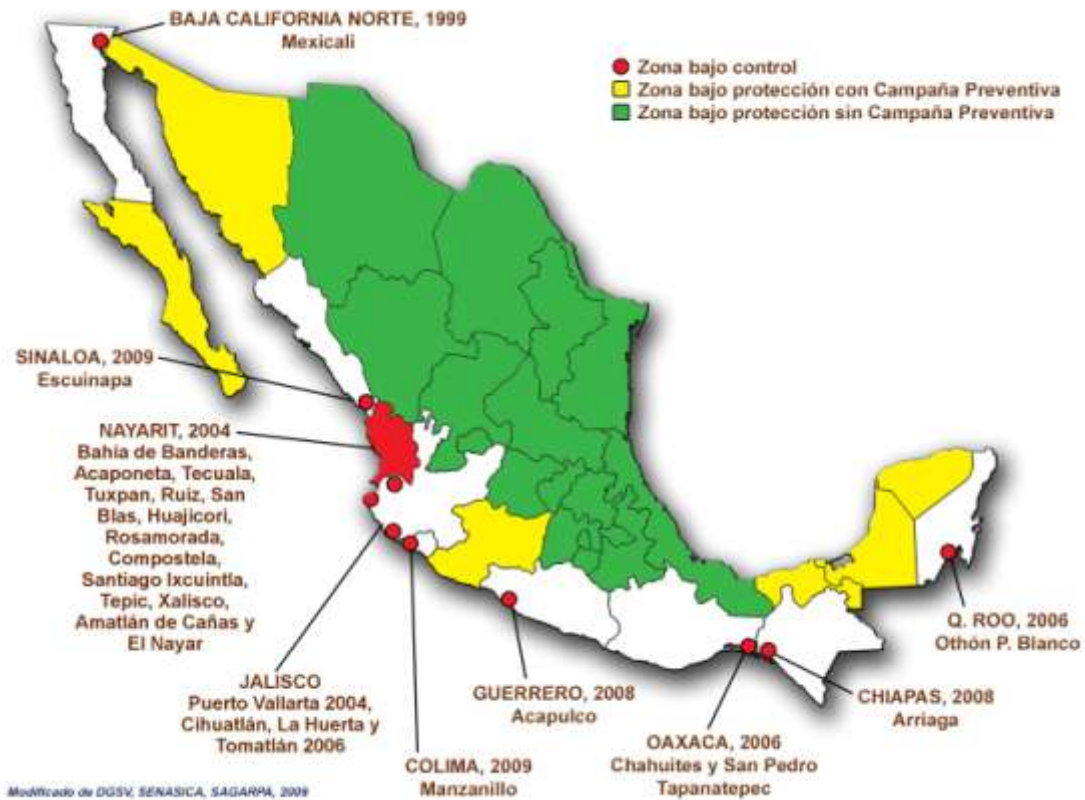 BAJA CALIFORNIA NORTE, 1999
Mexicali
Zona bajo control
Zona bajo protección con Campaña Preventiva
Zona bajo protección sin Campaña Preventiva
SINALOA, 2009
Escuinapa
NAYARIT, 2004
Bahía de Banderas,
Acaponeta, Tecuala,
Tuxpan, Ruiz, San
Blas, Huajicori,
Rosamorada,
Compostela,
Santiago Ixcuintla,
Tepic, Xalisco,
Amatlán de Cañas y
El Nayar
JALISCO
Puerto Vallarta 2004,
Cihuatlán, La Huerta y
Tomatlán 2006
COLIMA, 2009
Manzanillo
GUERRERO, 2008
Acapulco
OAXACA, 2006
Chahuites y San Pedro
Tapanatepec
CHIAPAS, 2008
Arriaga
Q. ROO, 2006
Othón P. Blanco
Modificado de DGSV, SENASICA, SAGARPA, 2009